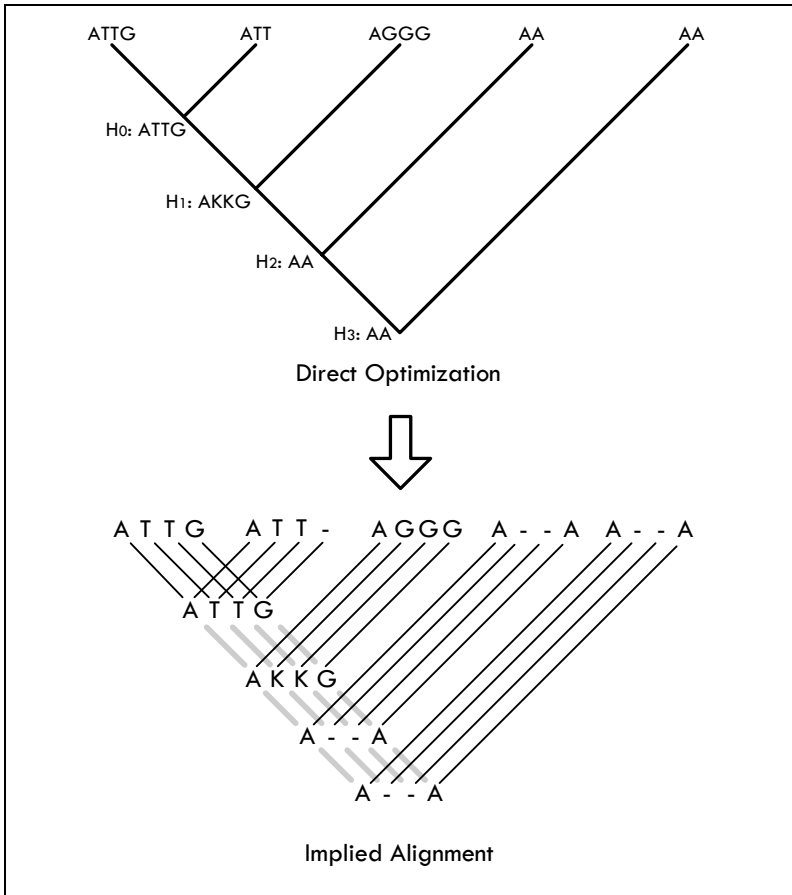 ATTG ATT AGGG AA AA
H0: ATTG
H1: AKKG
H2: AA
H3: AA
Direct Optimization
A T T G A T T - A G G G A - - A A - - A
A T T G
A K K G
A - - A
A - - A
Implied Alignment